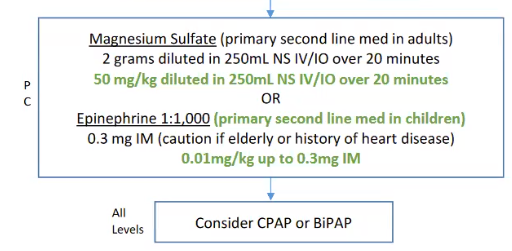 Magnesium Sulfate (primary second line med in adults)
2 grams diluted in 250mL NS IV/IO over 20 minutes
50 mg/kg diluted in 250mL NS IV/IO over 20 minutes
OR
Epinephrine 1:1,000 (primary second line med in children)
0.3 mg IM (caution if elderly or history of heart disease)
0.01mg/kg up to 0.3mg IM
P
C
All
Levels
Consider CPAP or BiPAP